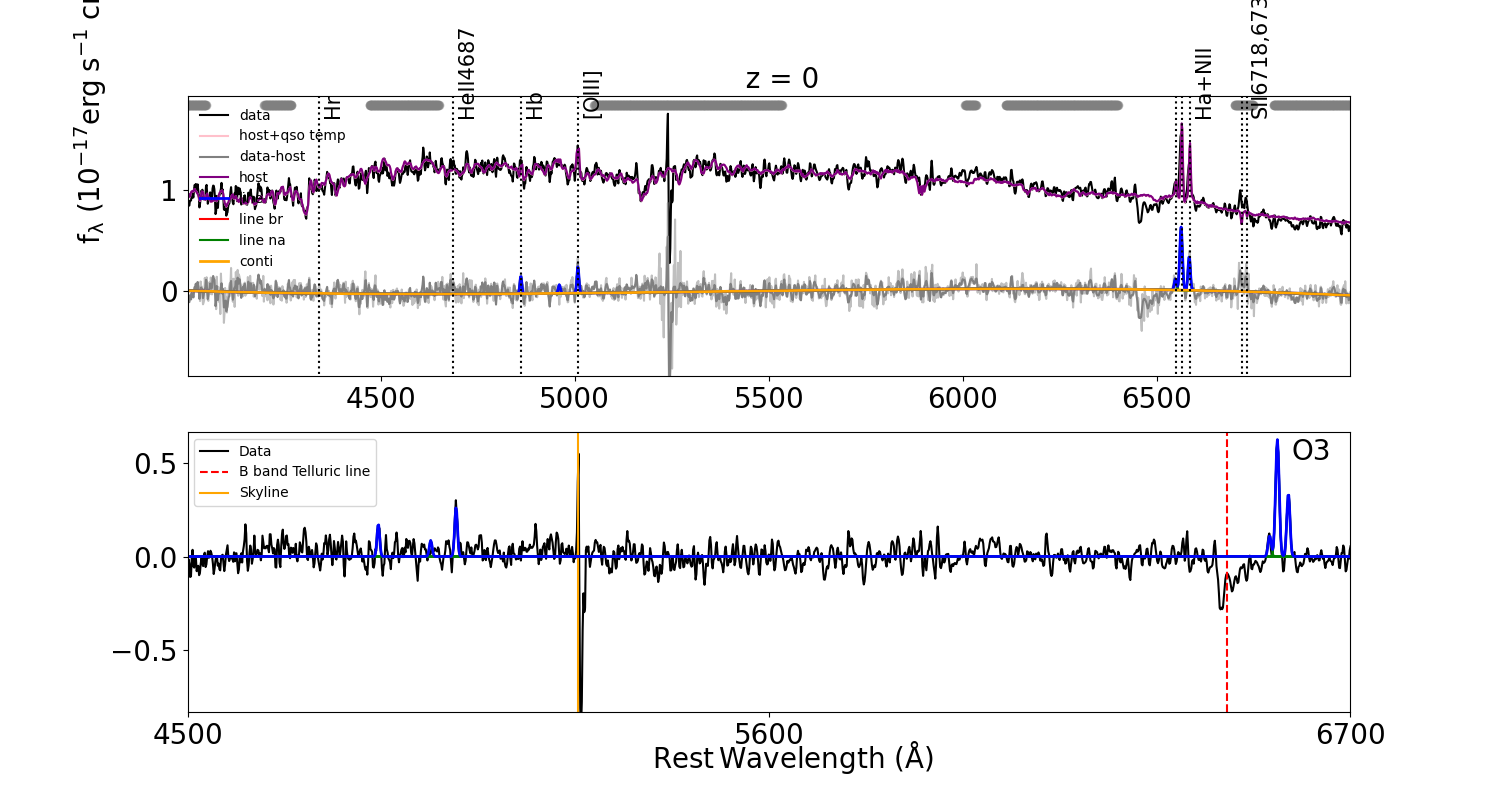 z = 0
f_λ (10^−17 erg s^−1
Hr
HeII4687
Hb
[OIII]
Ha+NII
SII6718,673
data
host+qso temp
data-host
host
line br
line na
conti
1
0
4500
5000
5500
6000
6500
Data
B band Telluric line
Skyline
O3
0.5
0.0
−0.5
4500
5600
6700
Rest Wavelength (Å)